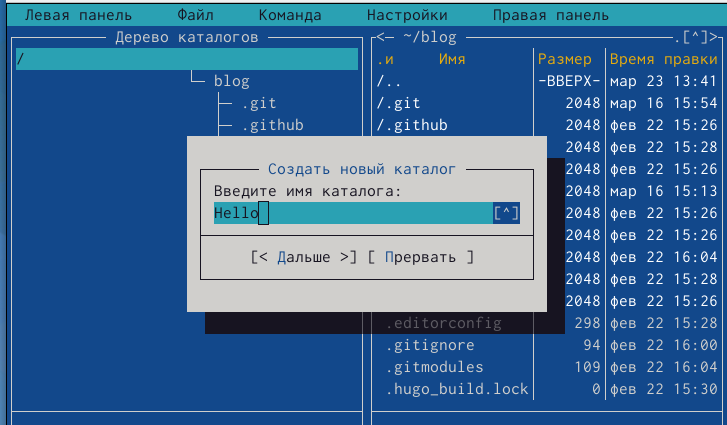 Левая панель Файл Команда Настройки Правая панель
Дерево каталогов <─ ~/blog .[^]>
/ .и Имя Размер Время правки
blog /.. -ВВЕРХ- мар 23 13:41
.git /.git 2048 мар 16 15:54
.github /.github 2048 фев 22 15:26
2048 фев 22 15:28
Создать новый каталог 2048 фев 22 15:26
Введите имя каталога: 2048 мар 16 15:13
Hello [^] 2048 фев 22 15:26
2048 фев 22 15:26
[< Дальше >] [ Прервать ] 2048 фев 22 16:04
2048 фев 22 15:28
2048 фев 22 15:26
.editorconfig 298 фев 22 15:28
.gitignore 94 фев 22 16:00
.gitmodules 109 фев 22 16:04
.hugo_build.lock 0 фев 22 15:30